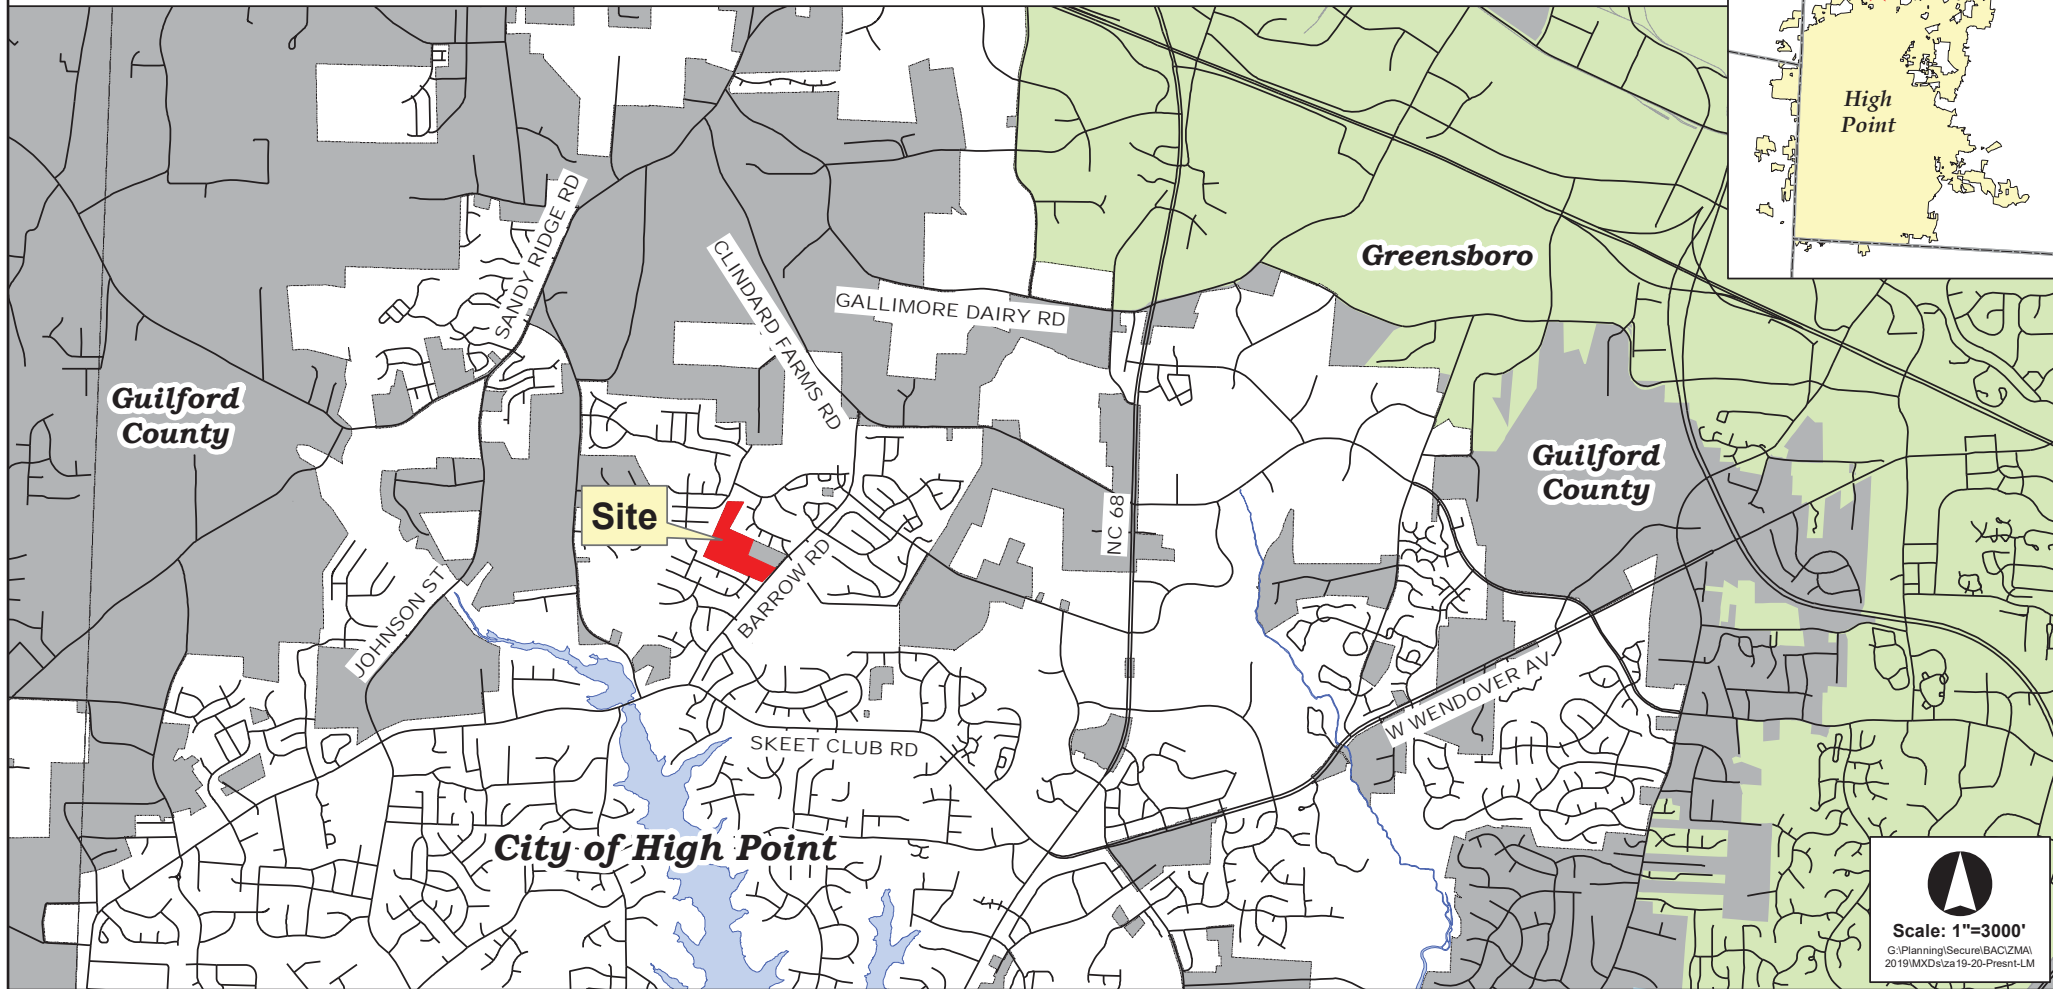 High
Point
Greensboro
SANDY RIDGE RD
CLINDARD FARMS RD
GALLIMORE DAIRY RD
Guilford
County
Guilford
County
Site
NC 68
BARROW RD
JOHNSON ST
W WENDOVER AV
SKEET CLUB RD
City of High Point
Scale: 1"=3000'
G:\Planning\Secure\BAC\ZMA\
2019\MXDs\za19-20-Presnt-LM